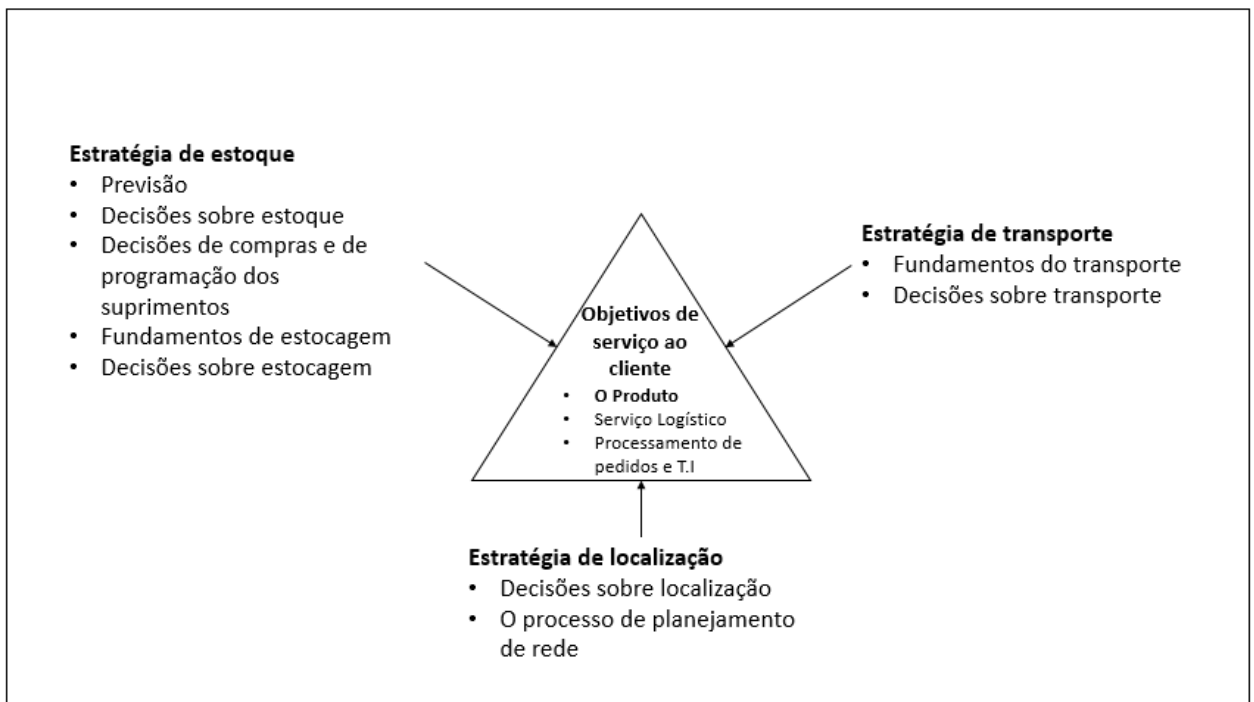 Estratégia de estoque
• Previsão
• Decisões sobre estoque
• Decisões de compras e de
programação dos
suprimentos
• Fundamentos de estocagem
• Decisões sobre estocagem
Estratégia de transporte
• Fundamentos do transporte
• Decisões sobre transporte
Objetivos de
serviço ao
cliente
• O Produto
• Serviço Logístico
• Processamento de
pedidos e T.I
Estratégia de localização
• Decisões sobre localização
• O processo de planejamento
de rede